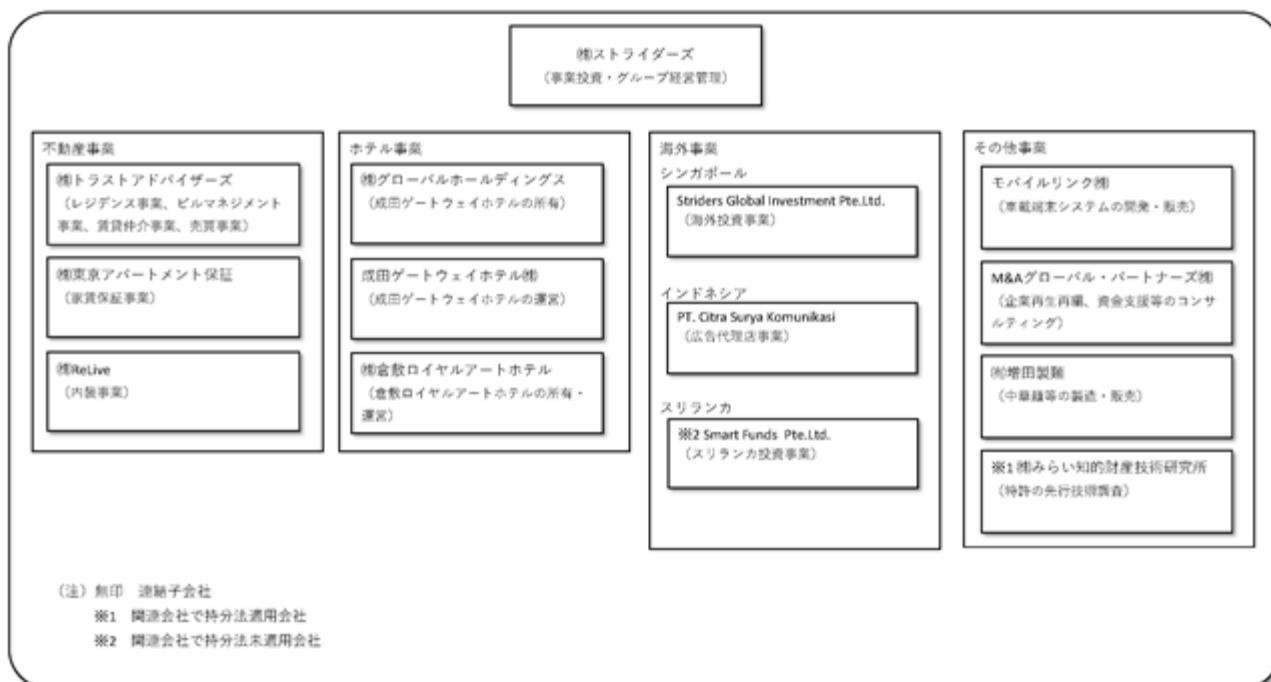 ㈱ストライダーズ
（事業投資・グループ経営管理）
不動産事業
㈱トラストアドバイザーズ
（レジデンス事業、ビルマネジメント
事業、賃貸仲介事業、売買事業）
㈱東京アパートメント保証
（家賃保証事業）
㈱ReLive
（内装事業）
ホテル事業
㈱グローバルホールディングス
（成田ゲートウェイホテルの所有）
成田ゲートウェイホテル㈱
（成田ゲートウェイホテルの運営）
㈱倉敷ロイヤルアートホテル
（倉敷ロイヤルアートホテルの所有・
運営）
海外事業
シンガポール
Striders Global Investment Pte.Ltd.
（海外投資事業）
インドネシア
PT. Citra Surya Komunikasi
（広告代理店事業）
スリランカ
※2 Smart Funds Pte.Ltd.
（スリランカ投資事業）
その他事業
モバイルリンク㈱
（車載端末システムの開発・販売）
M&Aグローバル・パートナーズ㈱
（企業再生再編、資金支援等のコンサ
ルティング）
㈲増田製麺
（中華麺等の製造・販売）
※1 ㈱みらい知的財産技術研究所
（特許の先行技術調査）
（注）無印　連結子会社
※1　関連会社で持分法適用会社
※2　関連会社で持分法未適用会社